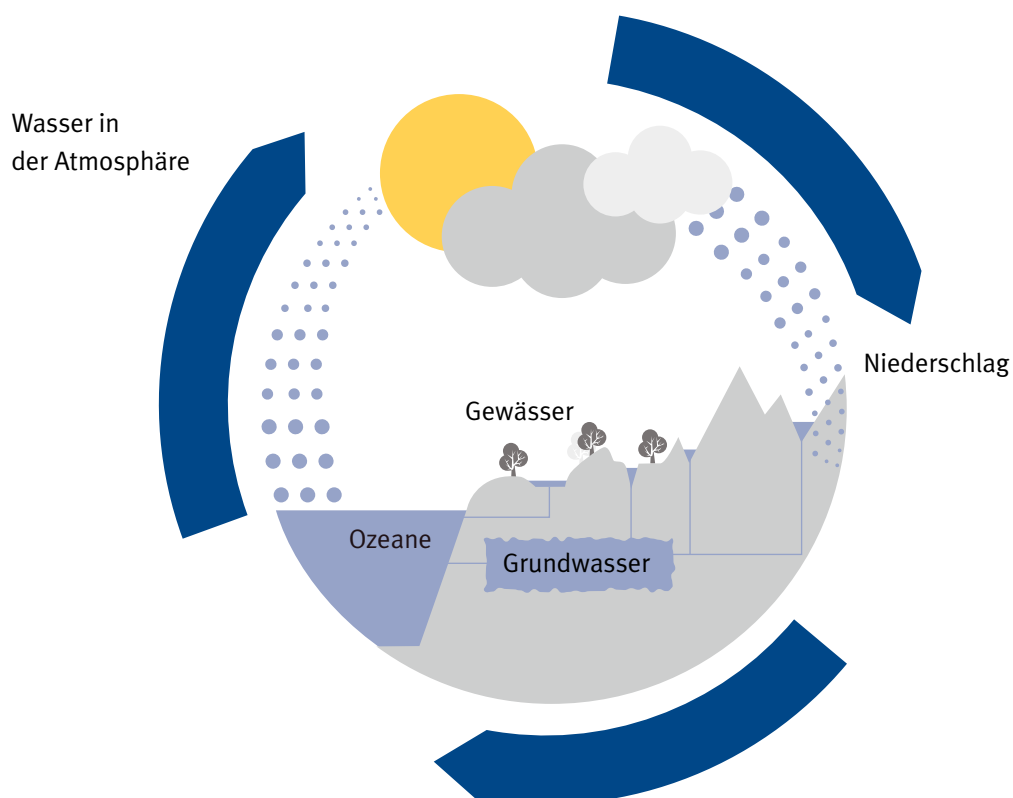 Wasser in
der Atmosphäre
Niederschlag
Gewässer
Ozeane
Grundwasser